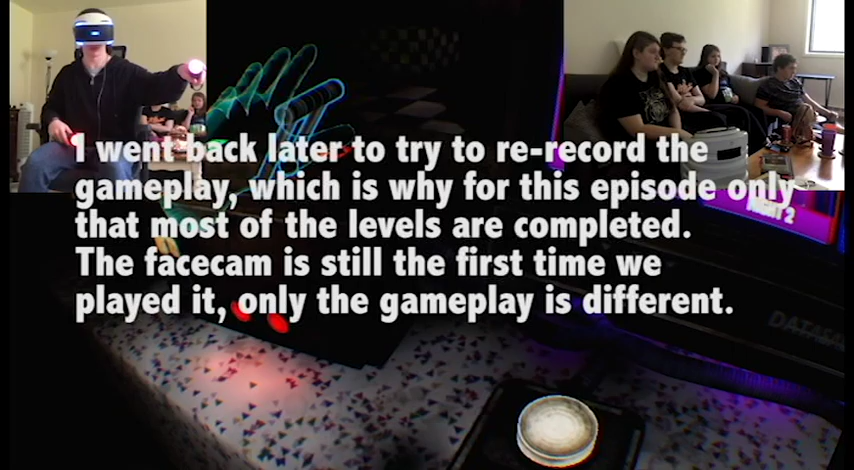 I went back later to try to re-record the
gameplay, which is why for this episode only
that most of the levels are completed.
The facecam is still the first time we
played it, only the gameplay is different.
NIGHT 2